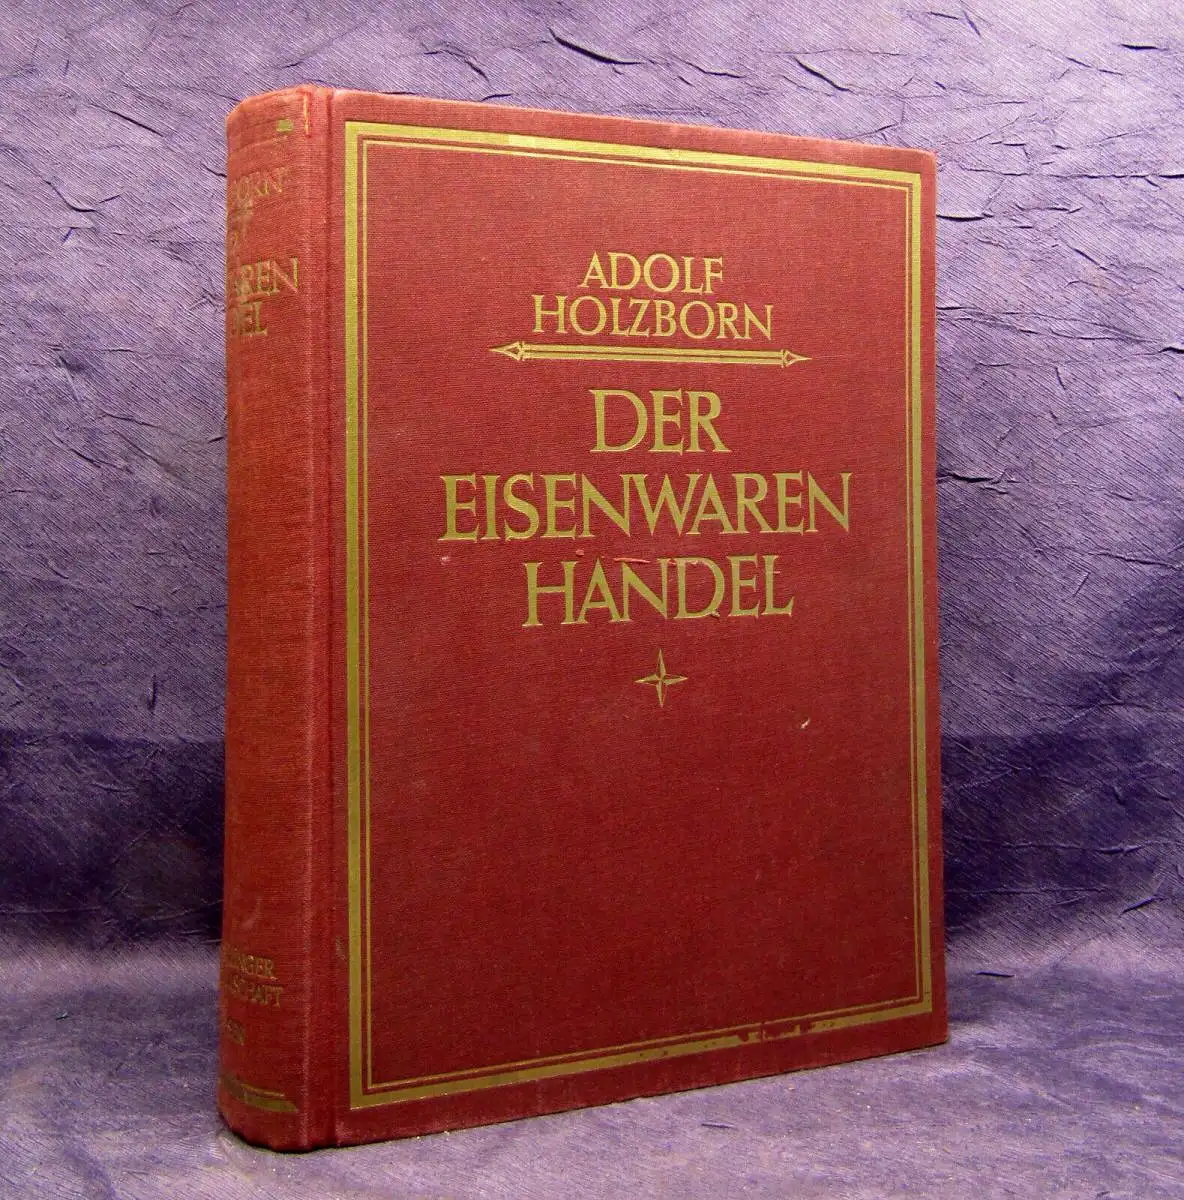 ADOLF
HOLZBORN
DER
EISENWAREN
HANDEL